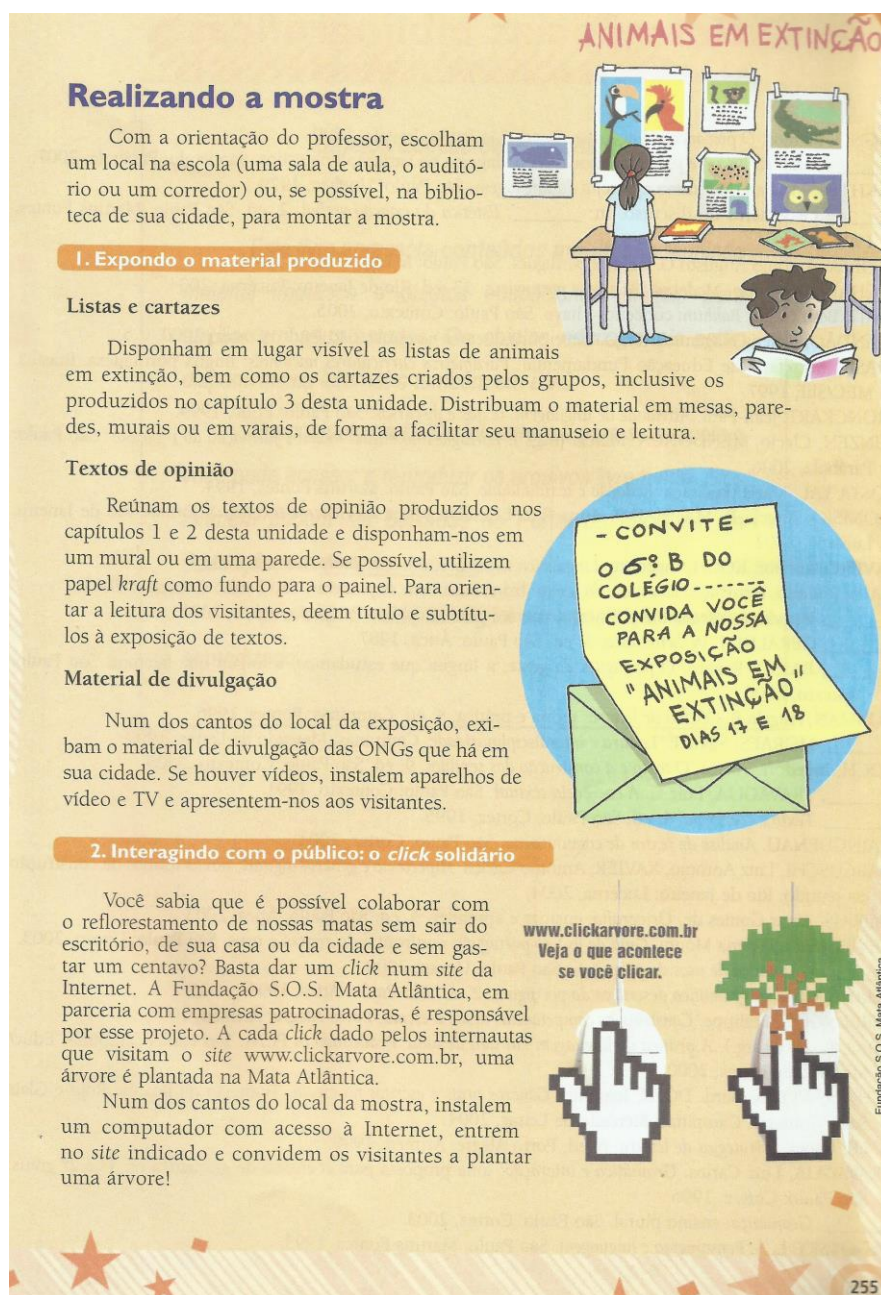 ANIMAIS EM EXTINÇÃO
Realizando a mostra
Com a orientação do professor, escolham
um local na escola (uma sala de aula, o auditó-
rio ou um corredor) ou, se possível, na biblio-
teca de sua cidade, para montar a mostra.
1. Expondo o material produzido
Listas e cartazes
Disponham em lugar visível as listas de animais
em extinção, bem como os cartazes criados pelos grupos, inclusive os
produzidos no capítulo 3 desta unidade. Distribuam o material em mesas, pare-
des, murais ou em varais, de forma a facilitar seu manuseio e leitura.
Textos de opinião
Reúnam os textos de opinião produzidos nos
capítulos 1 e 2 desta unidade e disponham-nos em
um mural ou em uma parede. Se possível, utilizem
papel kraft como fundo para o painel. Para orien-
tar a leitura dos visitantes, deem título e subtítu-
los à exposição de textos.
- CONVITE -
O 6º B DO
COLÉGIO-------
CONVIDA VOCÊ
PARA A NOSSA
EXPOSIÇÃO
"ANIMAIS EM
EXTINÇÃO"
DIAS 17 E 18
Material de divulgação
Num dos cantos do local da exposição, exi-
bam o material de divulgação das ONGs que há em
sua cidade. Se houver vídeos, instalem aparelhos de
vídeo e TV e apresentem-nos aos visitantes.
2. Interagindo com o público: o click solidário
Você sabia que é possível colaborar com
o reflorestamento de nossas matas sem sair do
escritório, de sua casa ou da cidade e sem gas-
tar um centavo? Basta dar um click num site da
Internet. A Fundação S.O.S. Mata Atlântica, em
parceria com empresas patrocinadoras, é responsável
por esse projeto. A cada click dado pelos internautas
que visitam o site www.clickarvore.com.br, uma
árvore é plantada na Mata Atlântica.
Num dos cantos do local da mostra, instalem
um computador com acesso à Internet, entrem
no site indicado e convidem os visitantes a plantar
uma árvore!
www.clickarvore.com.br
Veja o que acontece
se você clicar.
Fundação S.O.S. Mata Atlântica
255